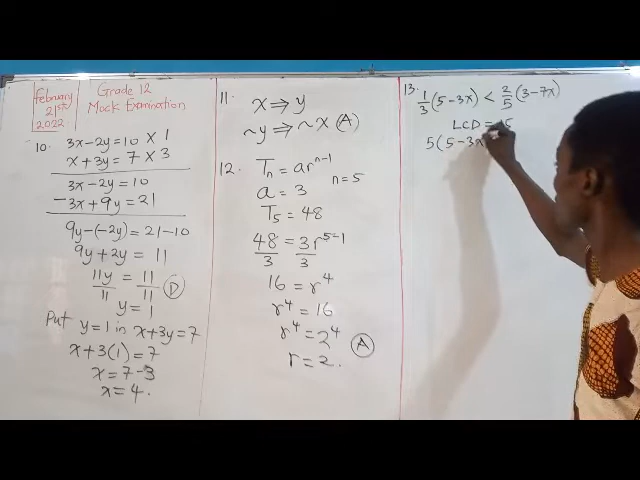 February
21st
2022
Grade 12
Mock Examination
10. 3x-2y=10 X 1
x+3y=7 X 3
3x-2y=10
-3x+9y=21
9y-(-2y)=21-10
9y+2y = 11
11y/11 = 11/11 (D)
y=1
Put y=1 in x+3y=7
x+3(1)=7
x=7-3
x=4.
11.
x⇒y
~y⇒~x (A)
12. Tn=ar^(n-1)
a=3 n=5
T5=48
48/3=3r^(5-1)/3
16=r^4
r^4=16
r^4=2^4 (A)
r=2.
13. 1/3(5-3x)<2/5(3-7x)
LCD=15
5(5-3x